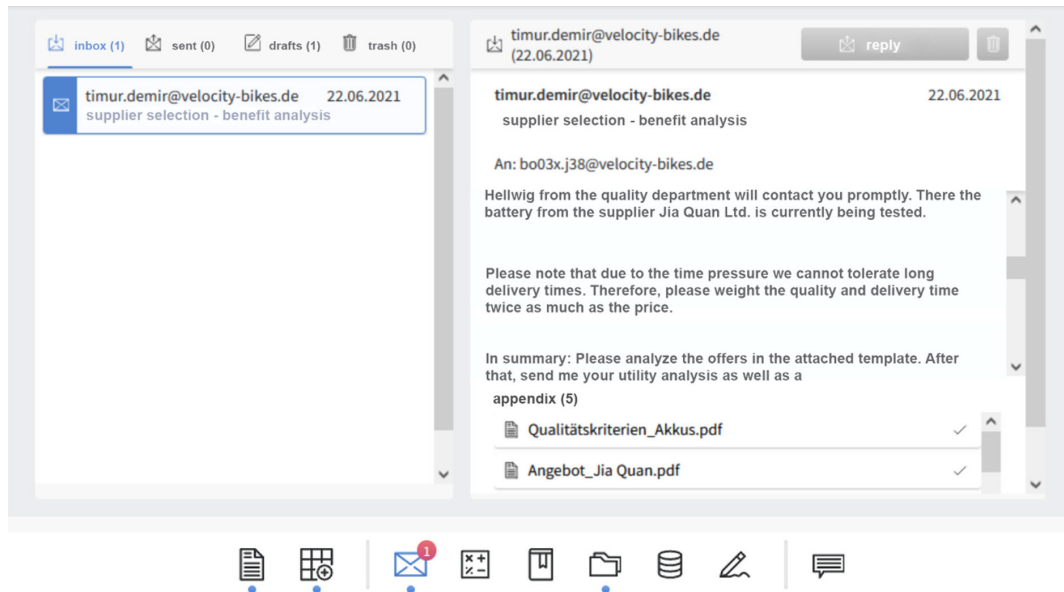 inbox (1) sent (0) drafts (1) trash (0)
timur.demir@velocity-bikes.de 22.06.2021
supplier selection - benefit analysis
timur.demir@velocity-bikes.de
(22.06.2021)
reply
timur.demir@velocity-bikes.de 22.06.2021
supplier selection - benefit analysis
An: bo03x.j38@velocity-bikes.de
Hellwig from the quality department will contact you promptly. There the
battery from the supplier Jia Quan Ltd. is currently being tested.
Please note that due to the time pressure we cannot tolerate long
delivery times. Therefore, please weight the quality and delivery time
twice as much as the price.
In summary: Please analyze the offers in the attached template. After
that, send me your utility analysis as well as a
appendix (5)
Qualitätskriterien_Akkus.pdf
Angebot_Jia Quan.pdf
1